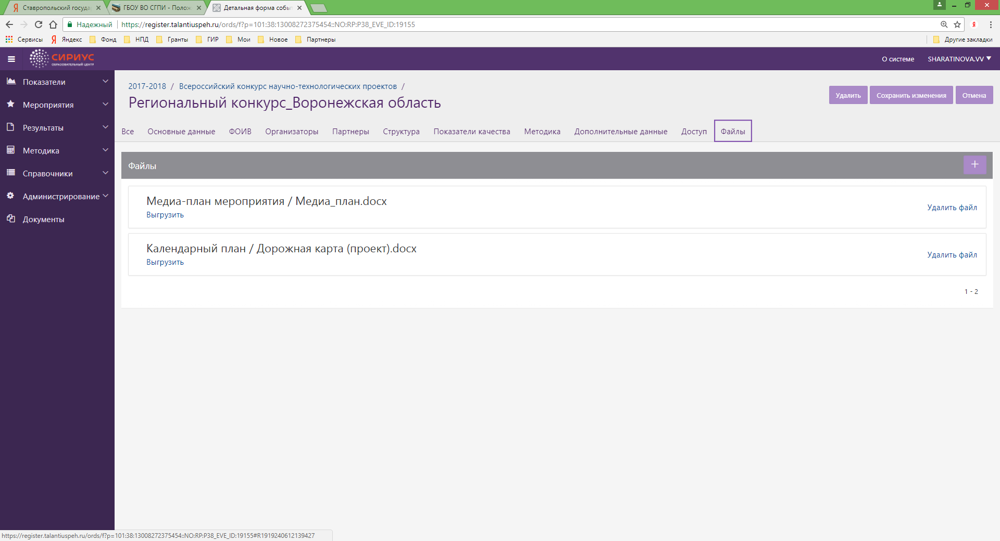 Ставропольский госуда
ГБОУ ВО СГПИ - Полож
Детальная форма собы
Надежный
https://register.talantiuspeh.ru/ords/f?p=101:38:13008272375454::NO:RP:P38_EVE_ID:19155
Сервисы Яндекс Фонд НПД Гранты ГИР Мои Новое Партнеры Другие закладки
СИРИУС
ОБРАЗОВАТЕЛЬНЫЙ ЦЕНТР
О системе SHARATINOVA.VV
Показатели
Мероприятия
Результаты
Методика
Справочники
Администрирование
Документы
2017-2018 / Всероссийский конкурс научно-технологических проектов /
Региональный конкурс_Воронежская область
Удалить Сохранить изменения Отмена
Все Основные данные ФОИВ Организаторы Партнеры Структура Показатели качества Методика Дополнительные данные Доступ Файлы
Файлы
Медиа-план мероприятия / Медиа_план.docx
Выгрузить
Удалить файл
Календарный план / Дорожная карта (проект).docx
Выгрузить
Удалить файл
1 - 2
https://register.talantiuspeh.ru/ords/f?p=101:38:13008272375454::NO:RP:P38_EVE_ID:19155#R1919240612139427